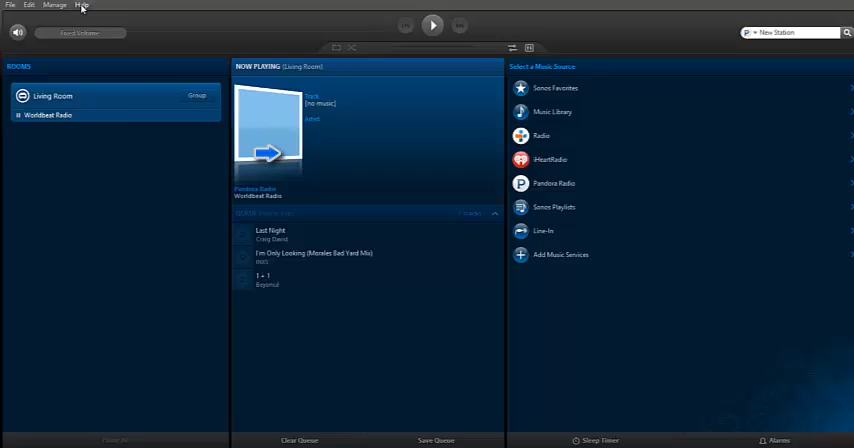 File Edit Manage Help
Fixed Volume
New Station
ROOMS
Living Room
Group
Worldbeat Radio
NOW PLAYING (Living Room)
Track
[no music]
Artist
Pandora Radio
Worldbeat Radio
QUEUE
Last Night
Craig David
I'm Only Looking (Morales Bad Yard Mix)
INXS
1 + 1
Beyoncé
Clear Queue
Save Queue
Select a Music Source
Sonos Favorites
Music Library
Radio
iHeartRadio
Pandora Radio
Sonos Playlists
Line-In
Add Music Services
Sleep Timer
Alarms